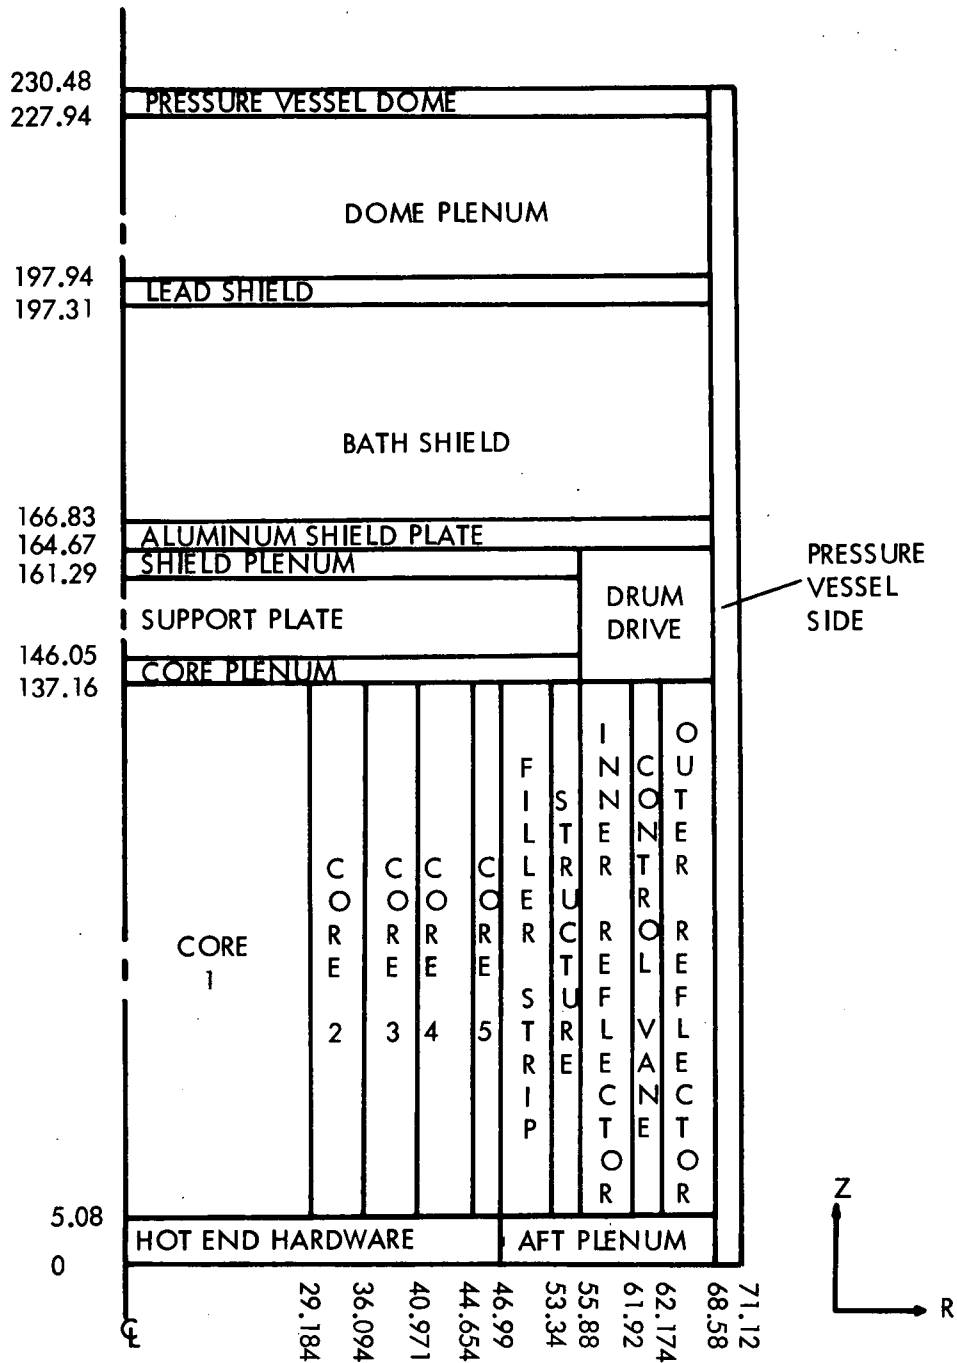 230.48
PRESSURE VESSEL DOME
227.94
DOME PLENUM
197.94
LEAD SHIELD
197.31
BATH SHIELD
166.83
ALUMINUM SHIELD PLATE
164.67
SHIELD PLENUM
161.29
SUPPORT PLATE
DRUM
DRIVE
PRESSURE
VESSEL
SIDE
146.05
CORE PLENUM
137.16
CORE
1
CORE 2
CORE 3
CORE 4
CORE 5
FILLER STRIP
STRUCTURE
INNER REFLECTOR
CONTROL VANE
OUTER REFLECTOR
5.08
HOT END HARDWARE
AFT PLENUM
0
29.184
36.094
40.971
44.654
46.99
53.34
55.88
61.92
62.174
68.58
71.12
℄
Z
R